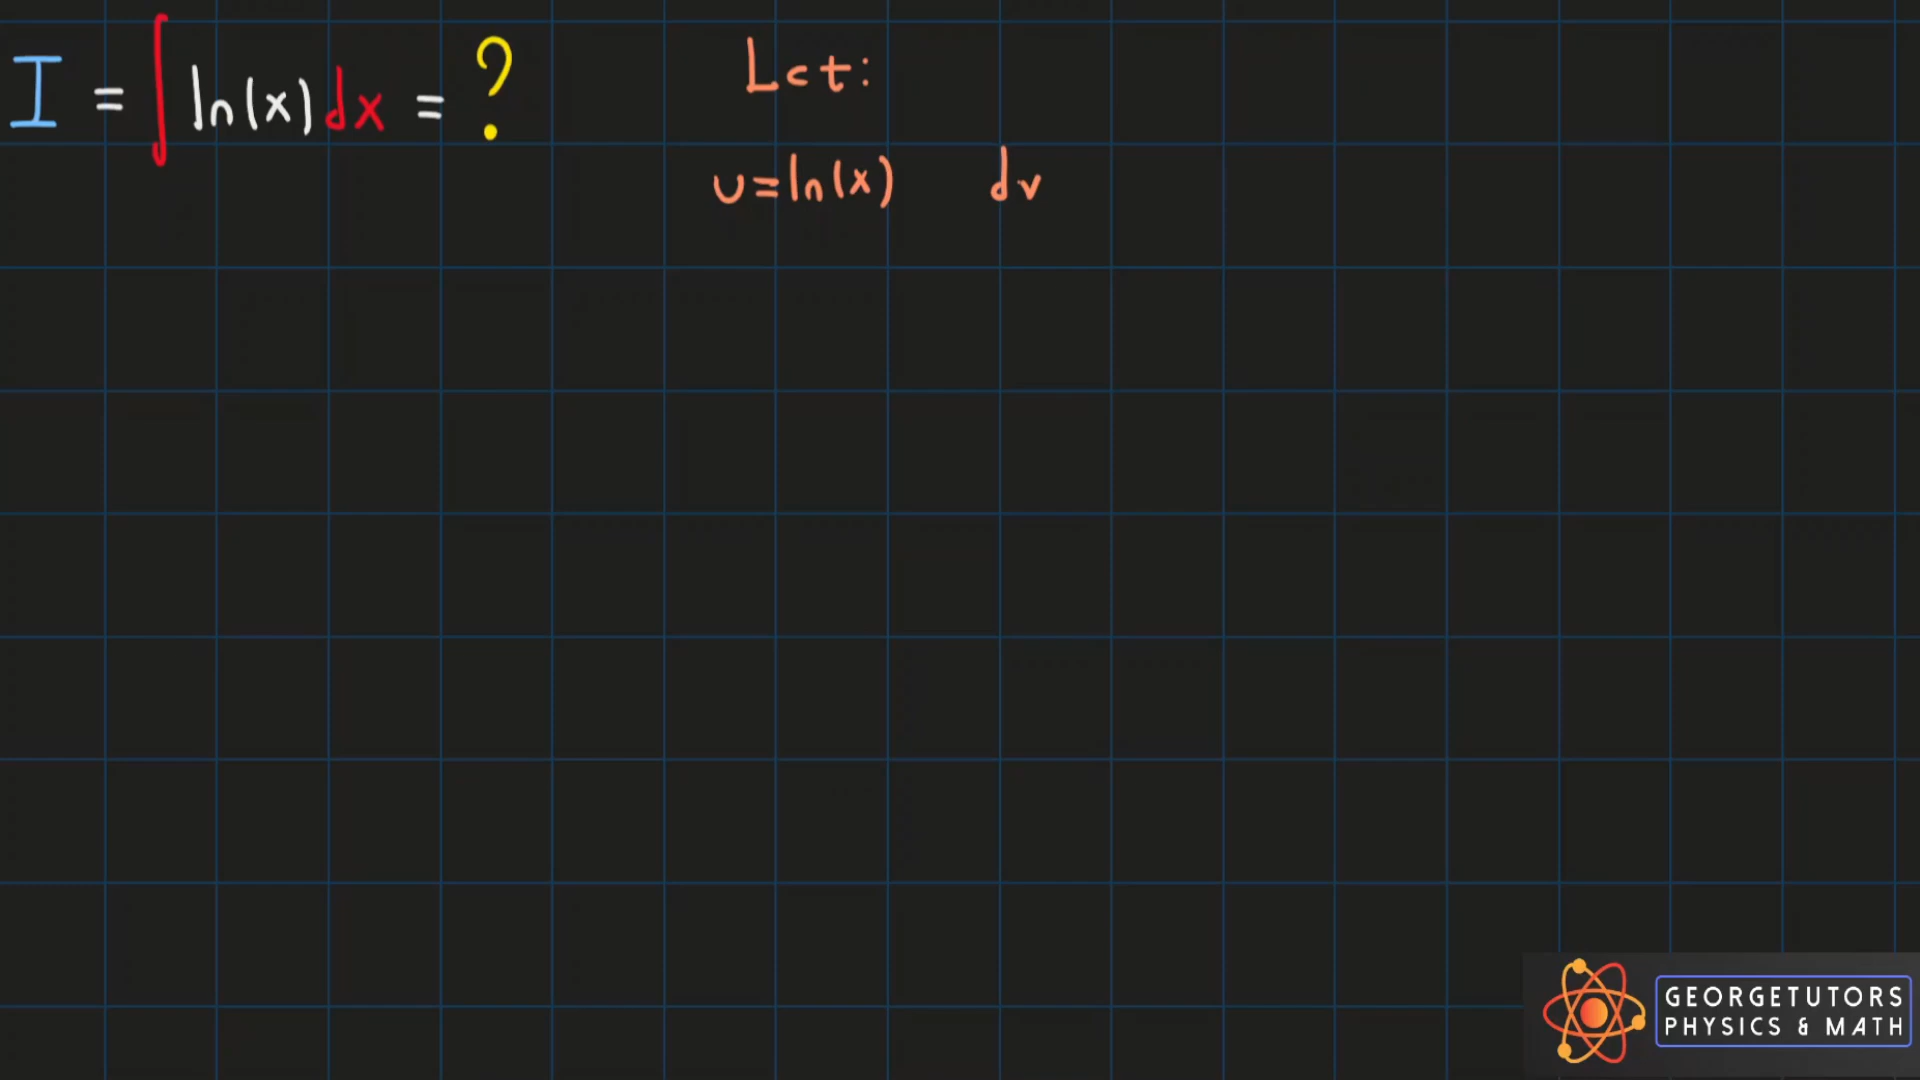 I = ∫ ln(x) dx = ?
Let:
u = ln(x) dv
GEORGETUTORS
PHYSICS & MATH